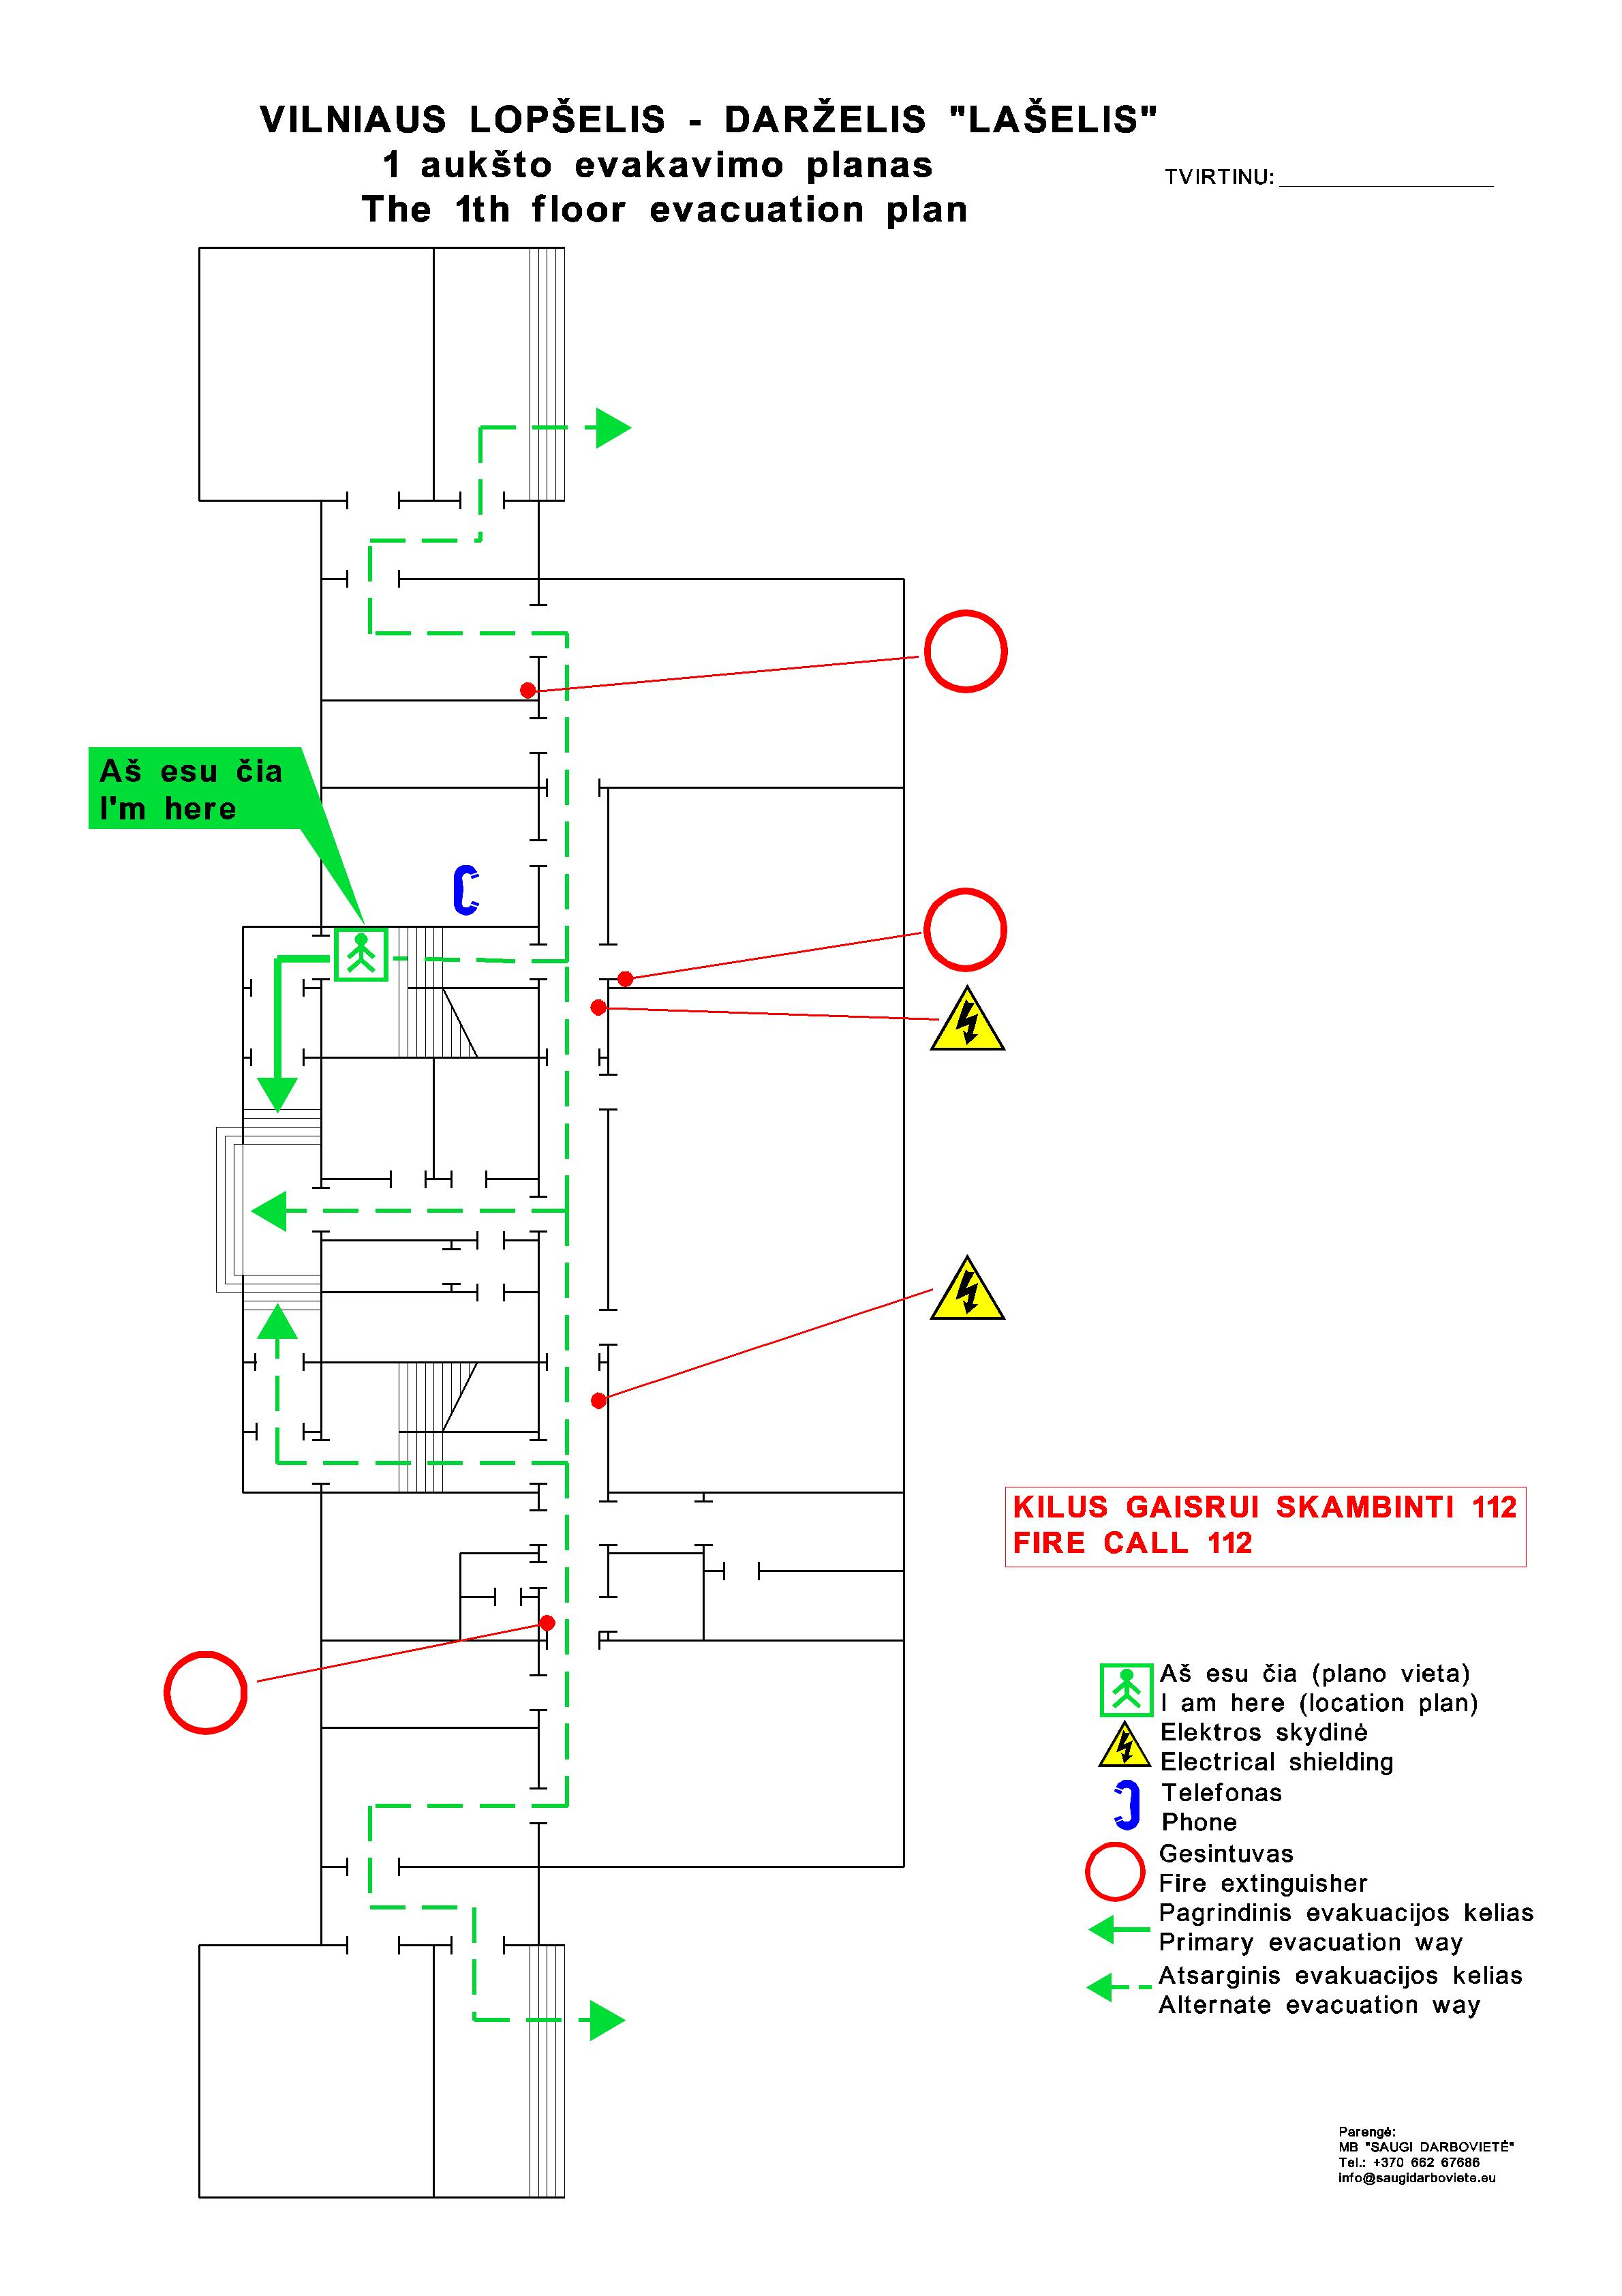 VILNIAUS LOPŠELIS - DARŽELIS "LAŠELIS"
1 aukšto evakavimo planas
The 1th floor evacuation plan
TVIRTINU:
Aš esu čia
I'm here
KILUS GAISRUI SKAMBINTI 112
FIRE CALL 112
Aš esu čia (plano vieta)
I am here (location plan)
Elektros skydinė
Electrical shielding
Telefonas
Phone
Gesintuvas
Fire extinguisher
Pagrindinis evakuacijos kelias
Primary evacuation way
Atsarginis evakuacijos kelias
Alternate evacuation way
Parengė:
MB "SAUGI DARBOVIETĖ"
Tel.: +370 662 67686
info@saugidarboviete.eu